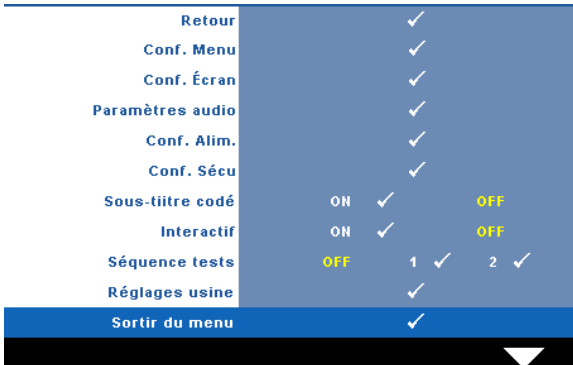 Retour ✓
Conf. Menu ✓
Conf. Écran ✓
Paramètres audio ✓
Conf. Alim. ✓
Conf. Sécu ✓
Sous-tiitre codé ON ✓ OFF
Interactif ON ✓ OFF
Séquence tests OFF 1 ✓ 2 ✓
Réglages usine ✓
Sortir du menu ✓